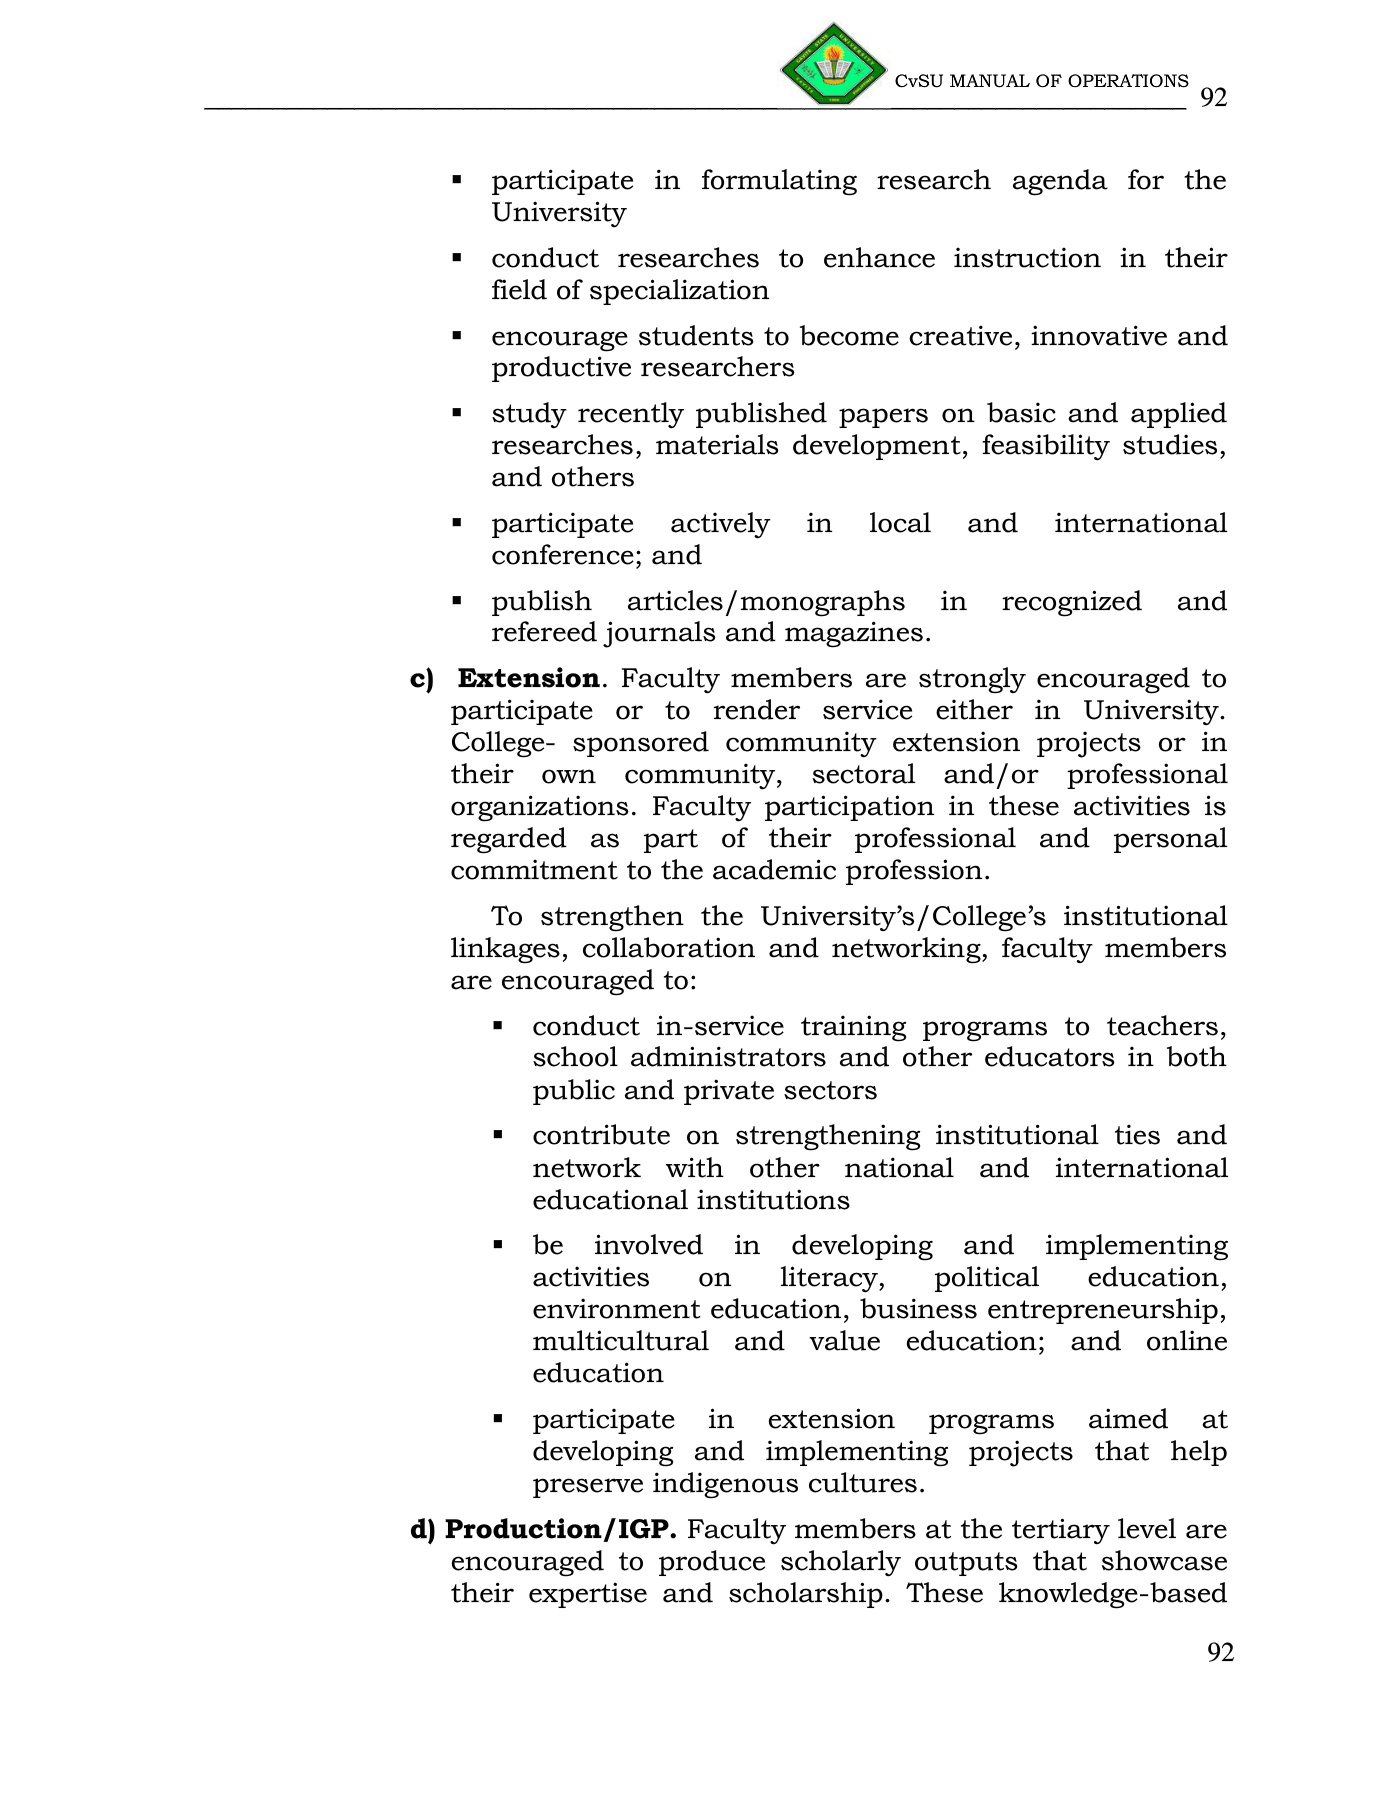 CvSU MANUAL OF OPERATIONS 92
▪ participate in formulating research agenda for the
University
▪ conduct researches to enhance instruction in their
field of specialization
▪ encourage students to become creative, innovative and
productive researchers
▪ study recently published papers on basic and applied
researches, materials development, feasibility studies,
and others
▪ participate actively in local and international
conference; and
▪ publish articles/monographs in recognized and
refereed journals and magazines.
c) Extension. Faculty members are strongly encouraged to
participate or to render service either in University.
College- sponsored community extension projects or in
their own community, sectoral and/or professional
organizations. Faculty participation in these activities is
regarded as part of their professional and personal
commitment to the academic profession.
To strengthen the University’s/College’s institutional
linkages, collaboration and networking, faculty members
are encouraged to:
▪ conduct in-service training programs to teachers,
school administrators and other educators in both
public and private sectors
▪ contribute on strengthening institutional ties and
network with other national and international
educational institutions
▪ be involved in developing and implementing
activities on literacy, political education,
environment education, business entrepreneurship,
multicultural and value education; and online
education
▪ participate in extension programs aimed at
developing and implementing projects that help
preserve indigenous cultures.
d) Production/IGP. Faculty members at the tertiary level are
encouraged to produce scholarly outputs that showcase
their expertise and scholarship. These knowledge-based
92